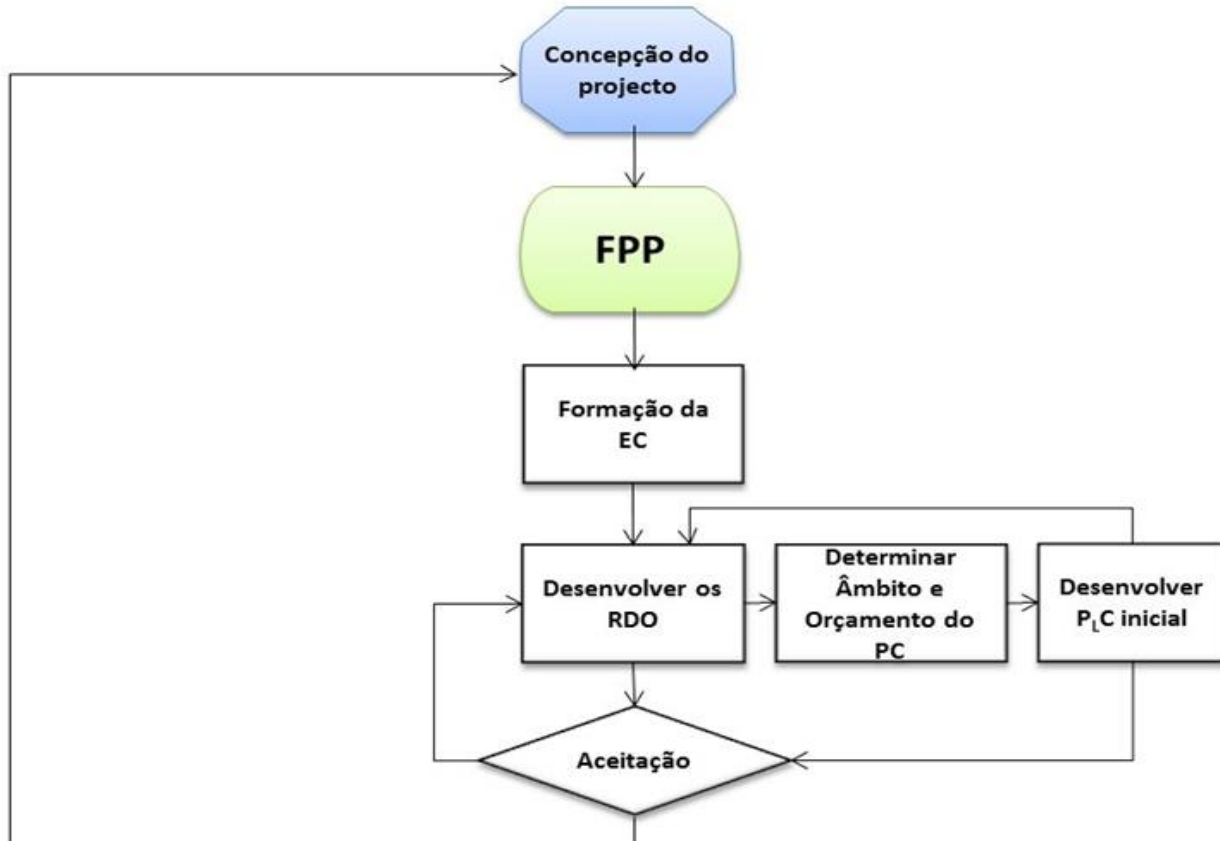 Concepção do
projecto
FPP
Formação da
EC
Desenvolver os
RDO
Determinar
Âmbito e
Orçamento do
PC
Desenvolver
PLC inicial
Aceitação